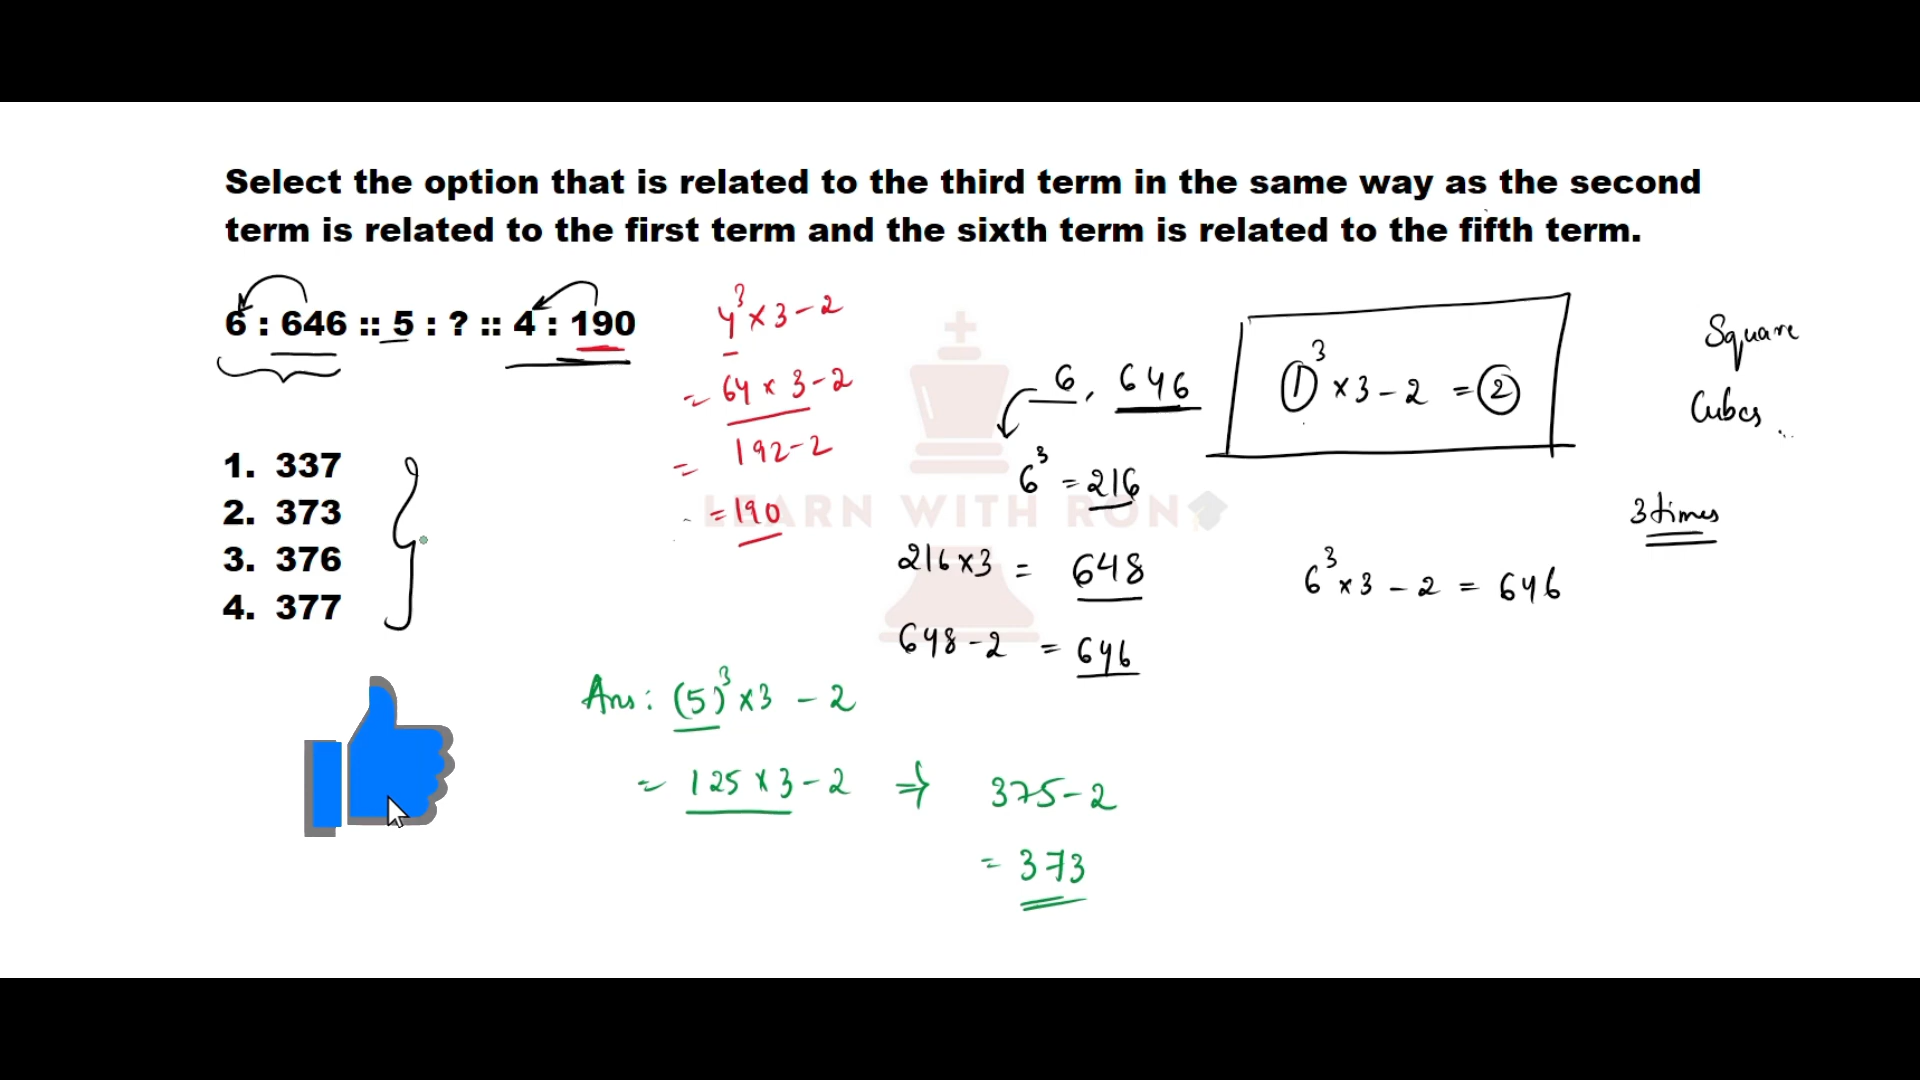 Select the option that is related to the third term in the same way as the second
term is related to the first term and the sixth term is related to the fifth term.
6 : 646 :: 5 : ? :: 4 : 190
1. 337
2. 373
3. 376
4. 377
4³ × 3 - 2
= 64 × 3 - 2
= 192 - 2
= 190
6, 646
6³ = 216
216 × 3 = 648
648 - 2 = 646
①³ × 3 - 2 = ②
Square
Cubes ..
3 times
6³ × 3 - 2 = 646
LEARN WITH RON
Ans: (5)³ × 3 - 2
= 125 × 3 - 2 ⇒ 375 - 2
= 373